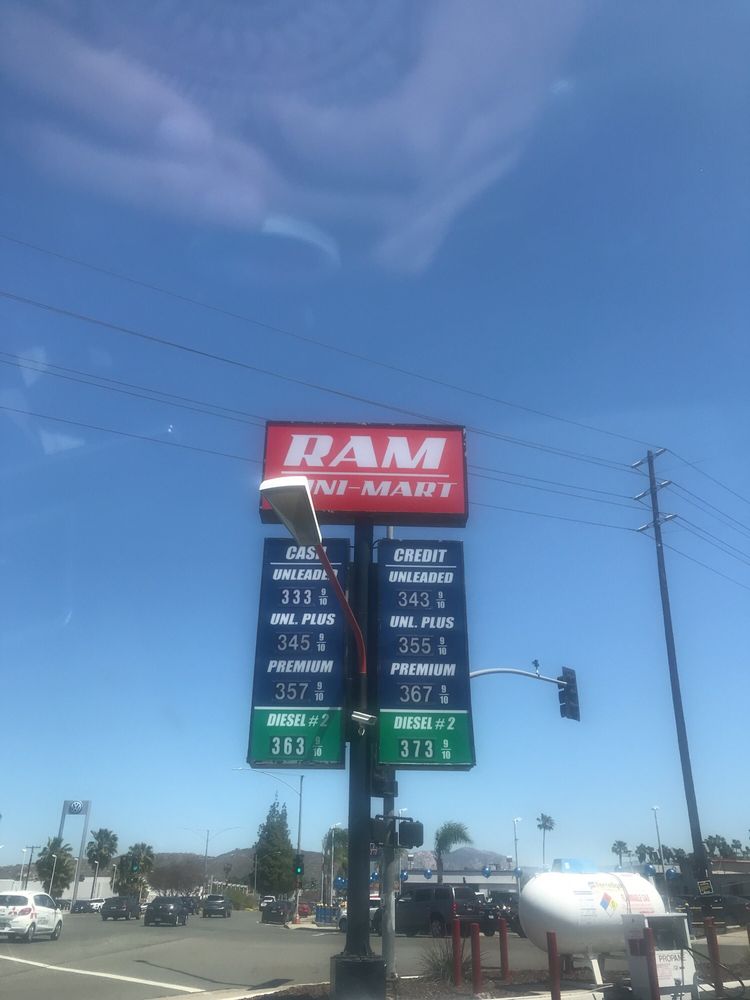 RAM
MINI-MART
CASH
UNLEADED
333 9/10
UNL. PLUS
345 9/10
PREMIUM
357 9/10
DIESEL #2
363 9/10
CREDIT
UNLEADED
343 9/10
UNL. PLUS
355 9/10
PREMIUM
367 9/10
DIESEL #2
373 9/10
PROPANE